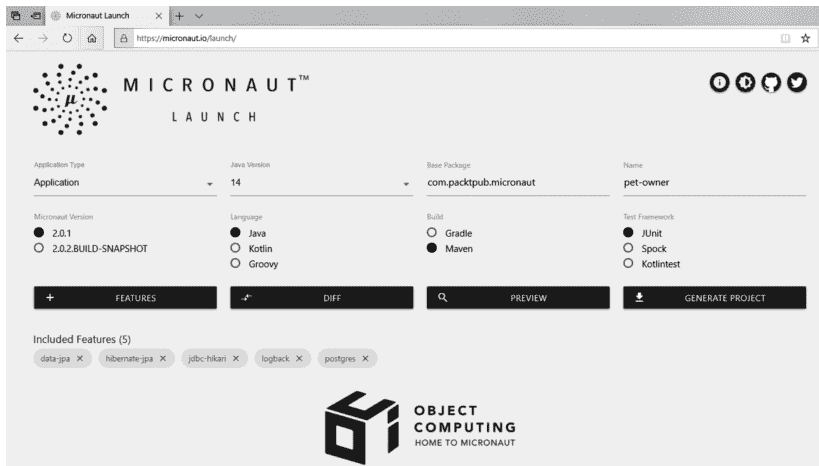 Micronaut Launch
https://micronaut.io/launch/
MICRONAUT™
LAUNCH
Application Type
Application
Java Version
14
Base Package
com.packtpub.micronaut
Name
pet-owner
Micronaut Version
2.0.1
2.0.2.BUILD-SNAPSHOT
Language
Java
Kotlin
Groovy
Build
Gradle
Maven
Test Framework
JUnit
Spock
Kotlintest
FEATURES
DIFF
PREVIEW
GENERATE PROJECT
Included Features (5)
data-jpa
hibernate-jpa
jdbc-hikari
logback
postgres
OBJECT
COMPUTING
HOME TO MICRONAUT